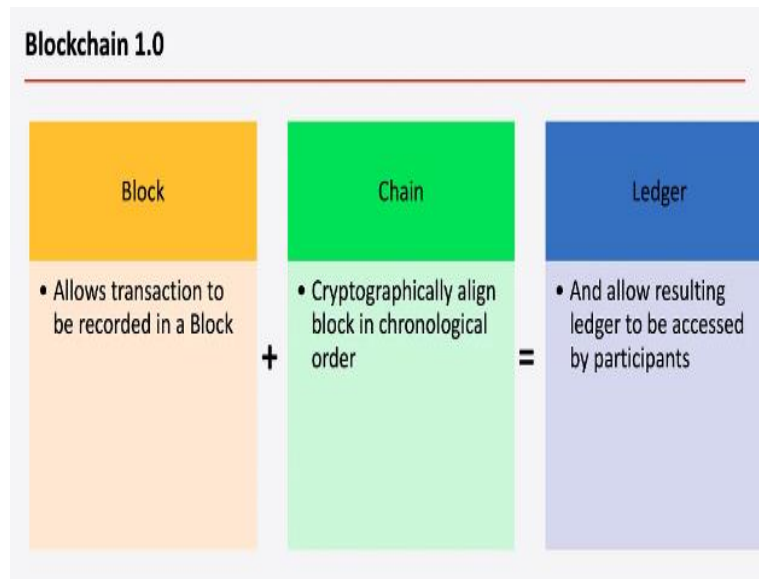 Blockchain 1.0
Block
• Allows transaction to
be recorded in a Block
+
Chain
• Cryptographically align
block in chronological
order
=
Ledger
• And allow resulting
ledger to be accessed
by participants